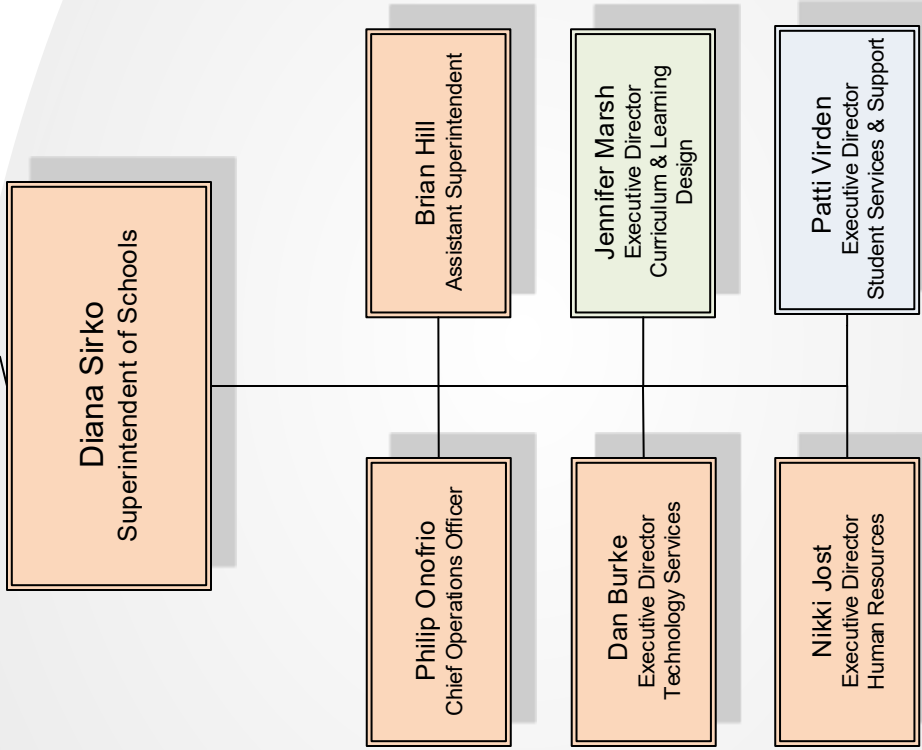 Diana Sirko
Superintendent of Schools
Philip Onofrio
Chief Operations Officer
Brian Hill
Assistant Superintendent
Dan Burke
Executive Director
Technology Services
Jennifer Marsh
Executive Director
Curriculum & Learning
Design
Nikki Jost
Executive Director
Human Resources
Patti Virden
Executive Director
Student Services & Support